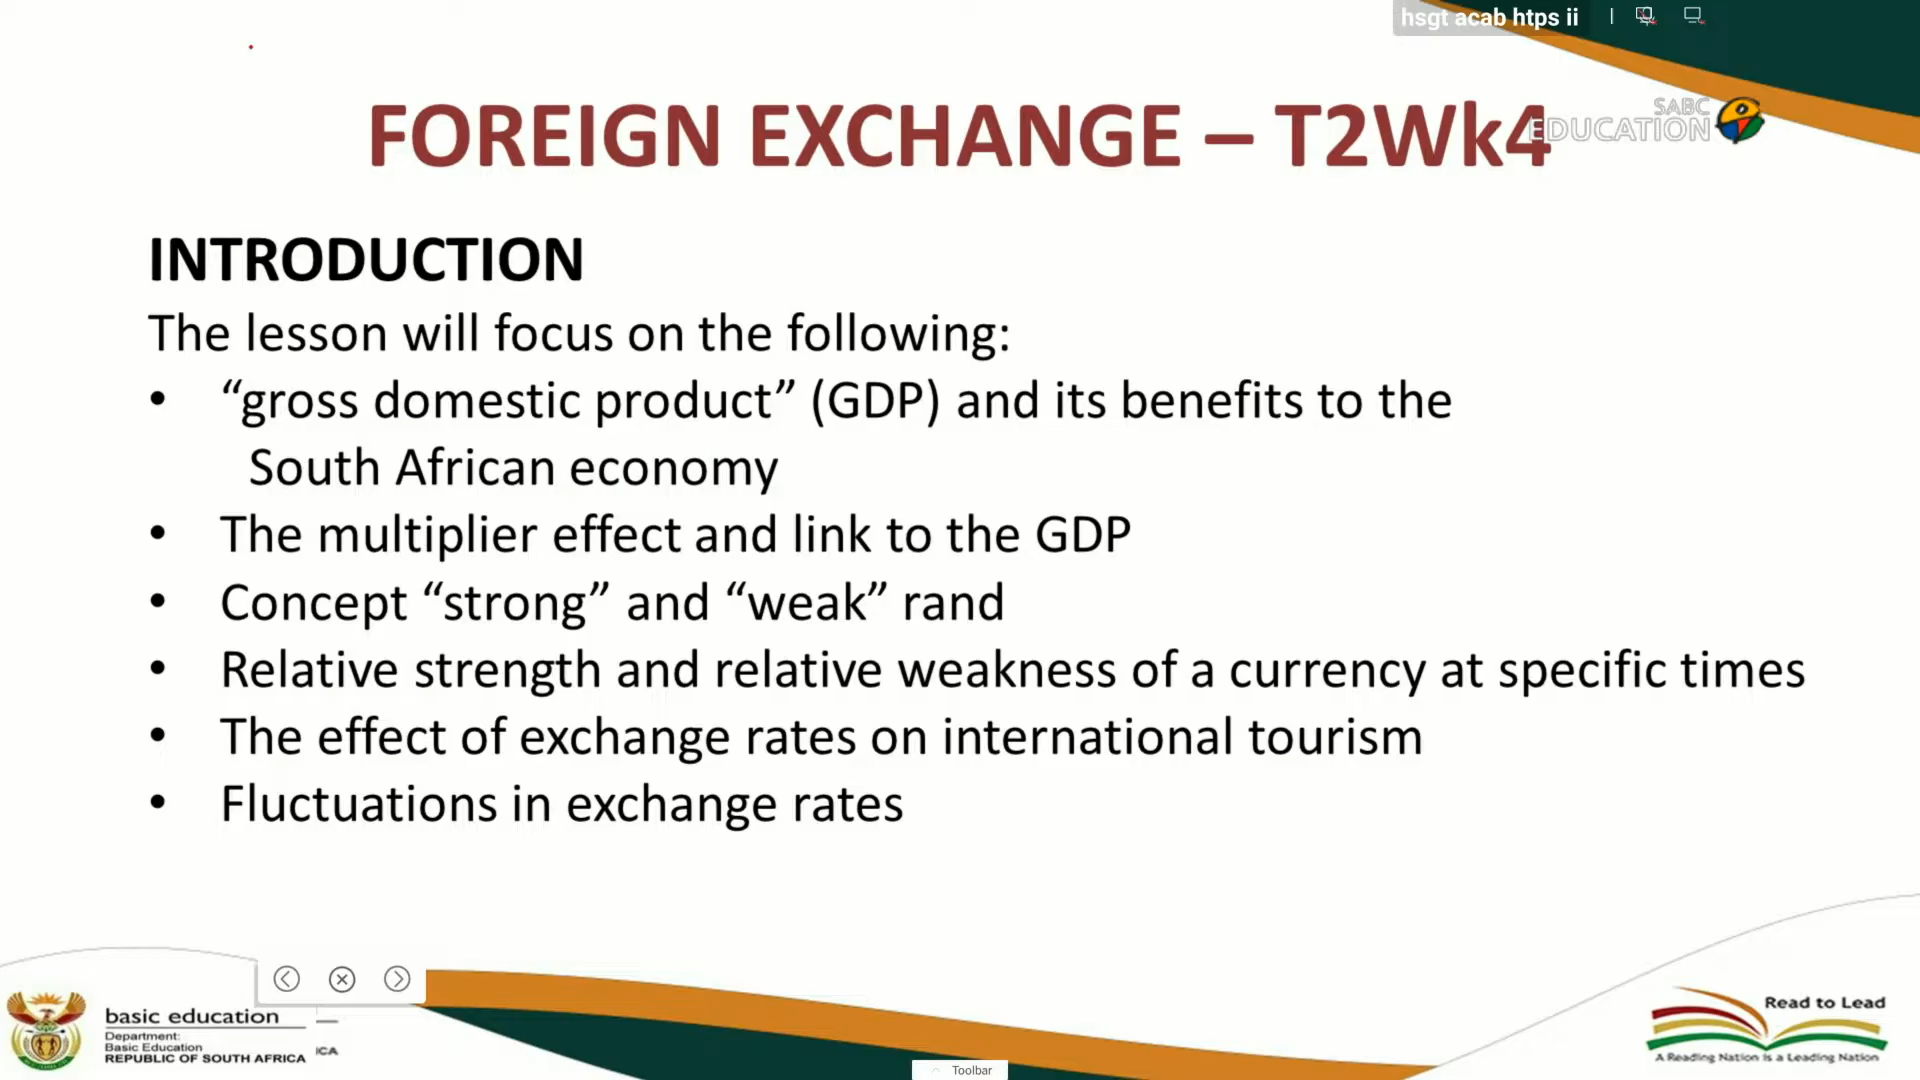 hsgt acab htps ii
SABC
EDUCATION
FOREIGN EXCHANGE – T2Wk4
INTRODUCTION
The lesson will focus on the following:
• “gross domestic product” (GDP) and its benefits to the
South African economy
• The multiplier effect and link to the GDP
• Concept “strong” and “weak” rand
• Relative strength and relative weakness of a currency at specific times
• The effect of exchange rates on international tourism
• Fluctuations in exchange rates
basic education
Department:
Basic Education
REPUBLIC OF SOUTH AFRICA
ICA
Read to Lead
A Reading Nation is a Leading Nation
Toolbar